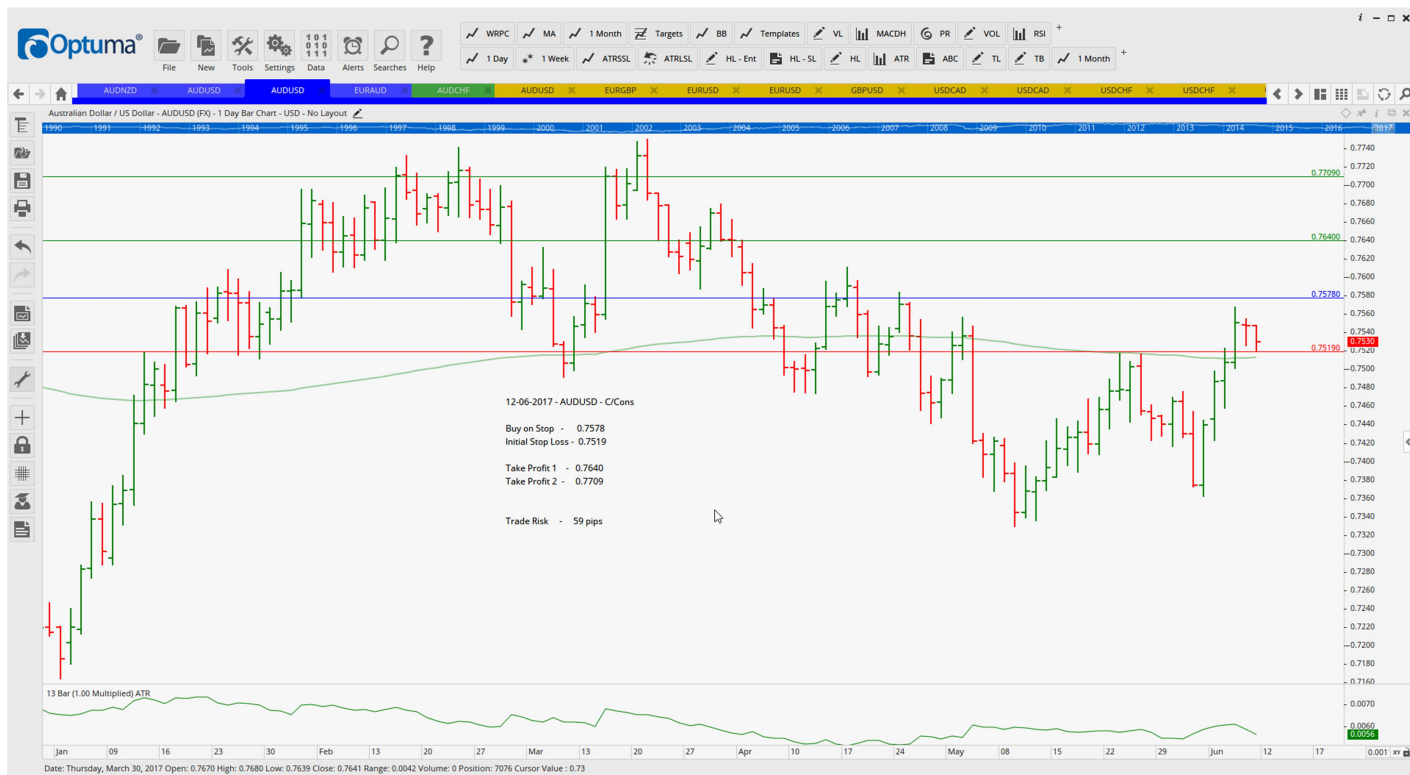 Optuma®
File New Tools Settings Data Alerts Searches Help
WRPC MA 1 Month Targets BB Templates VL MACDH PR VOL RSI +
1 Day 1 Week ATRSSL ATRLSL HL - Ent HL - SL HL ATR ABC TL TB 1 Month +
AUDNZD AUDUSD AUDUSD EURAUD AUDCHF AUDUSD EURGBP EURUSD EURUSD GBPUSD USDCAD USDCAD USDCHF USDCHF
Australian Dollar / US Dollar - AUDUSD (FX) - 1 Day Bar Chart - USD - No Layout
1990 1991 1992 1993 1994 1995 1996 1997 1998 1999 2000 2001 2002 2003 2004 2005 2006 2007 2008 2009 2010 2011 2012 2013 2014 2015 2016 2017
0.7740
0.7720
0.77090
0.7700
0.7680
0.7660
0.76400
0.7640
0.7620
0.7600
0.75780
0.7580
0.7560
0.7540
0.7530
0.75190
0.7520
0.7500
0.7480
0.7460
0.7440
0.7420
0.7400
0.7380
0.7360
0.7340
0.7320
0.7300
0.7280
0.7260
0.7240
0.7220
0.7200
0.7180
0.7160
12-06-2017 - AUDUSD - C/Cons
Buy on Stop - 0.7578
Initial Stop Loss - 0.7519
Take Profit 1 - 0.7640
Take Profit 2 - 0.7709
Trade Risk - 59 pips
13 Bar (1.00 Multiplied) ATR
0.0070
0.0060
0.0056
Jan 09 16 23 30 Feb 13 20 27 Mar 13 20 27 Apr 10 17 24 May 08 15 22 29 Jun 12 17 0.001 XY
Date: Thursday, March 30, 2017 Open: 0.7670 High: 0.7680 Low: 0.7639 Close: 0.7641 Range: 0.0042 Volume: 0 Position: 7076 Cursor Value : 0.73